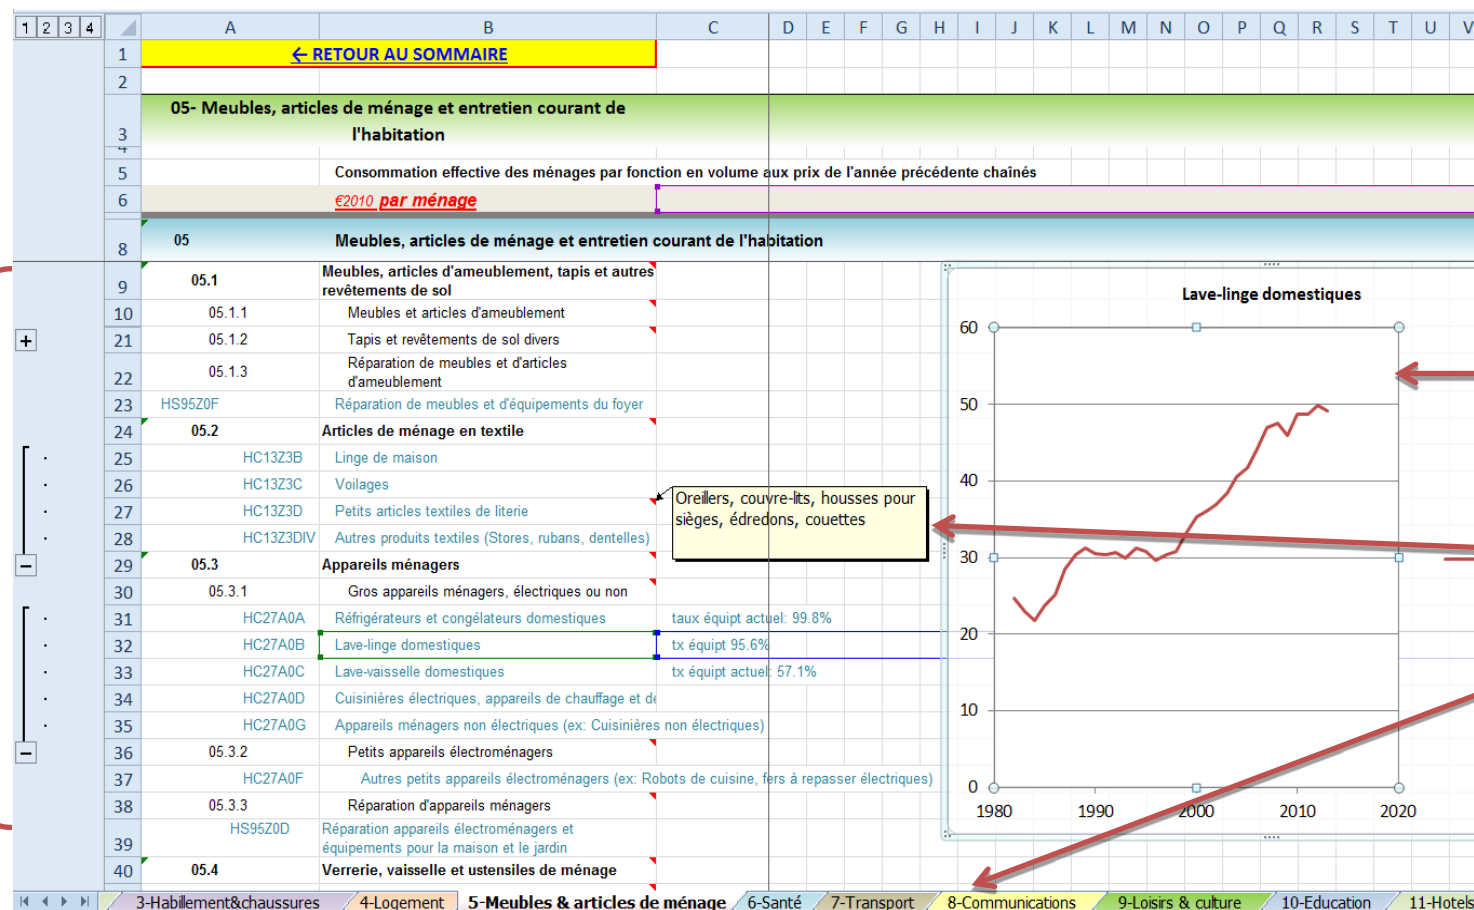 1 2 3 4
A B C D E F G H I J K L M N O P Q R S T U V
1 ← RETOUR AU SOMMAIRE
2
3 05- Meubles, articles de ménage et entretien courant de
l'habitation
4
5 Consommation effective des ménages par fonction en volume aux prix de l'année précédente chaînés
6 €2010 par ménage
8 05 Meubles, articles de ménage et entretien courant de l'habitation
9 05.1 Meubles, articles d'ameublement, tapis et autres
revêtements de sol
10 05.1.1 Meubles et articles d'ameublement
21 05.1.2 Tapis et revêtements de sol divers
22 05.1.3 Réparation de meubles et d'articles
d'ameublement
23 HS95Z0F Réparation de meubles et d'équipements du foyer
24 05.2 Articles de ménage en textile
25 HC13Z3B Linge de maison
26 HC13Z3C Voilages
27 HC13Z3D Petits articles textiles de literie
28 HC13Z3DIV Autres produits textiles (Stores, rubans, dentelles)
29 05.3 Appareils ménagers
30 05.3.1 Gros appareils ménagers, électriques ou non
31 HC27A0A Réfrigérateurs et congélateurs domestiques taux équipt actuel: 99.8%
32 HC27A0B Lave-linge domestiques tx équipt 95.6%
33 HC27A0C Lave-vaisselle domestiques tx équipt actuel: 57.1%
34 HC27A0D Cuisinières électriques, appareils de chauffage et de
35 HC27A0G Appareils ménagers non électriques (ex: Cuisinières non électriques)
36 05.3.2 Petits appareils électroménagers
37 HC27A0F Autres petits appareils électroménagers (ex: Robots de cuisine, fers à repasser électriques)
38 05.3.3 Réparation d'appareils ménagers
39 HS95Z0D Réparation appareils électroménagers et
équipements pour la maison et le jardin
40 05.4 Verrerie, vaisselle et ustensiles de ménage
Oreillers, couvre-lits, housses pour
sièges, édredons, couettes
Lave-linge domestiques
60
50
40
30
20
10
0
1980 1990 2000 2010 2020
3-Habillement&chaussures 4-Logement 5-Meubles & articles de ménage 6-Santé 7-Transport 8-Communications 9-Loisirs & culture 10-Education 11-Hotels